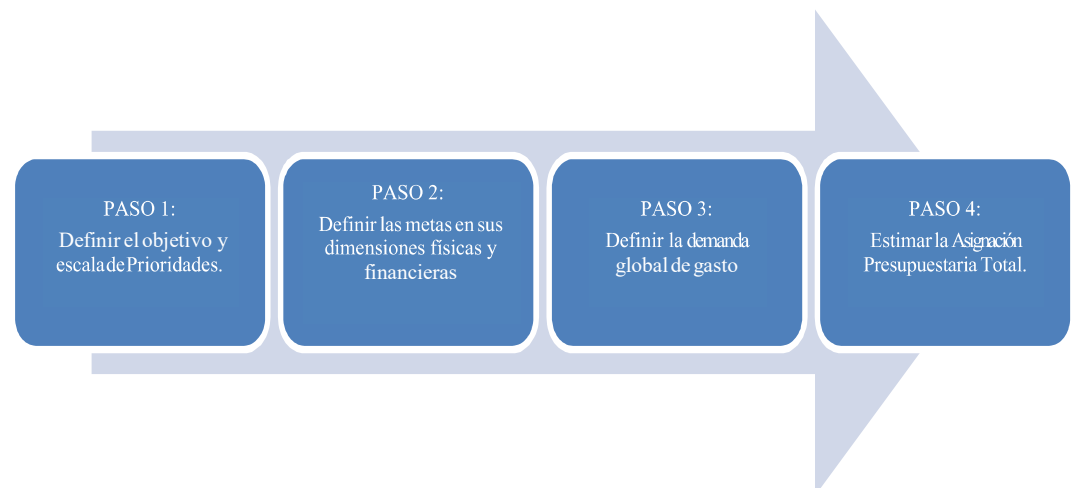 PASO 1:
Definir el objetivo y
escala de Prioridades.
PASO 2:
Definir las metas en sus
dimensiones físicas y
financieras
PASO 3:
Definir la demanda
global de gasto
PASO 4:
Estimar la Asignación
Presupuestaria Total.